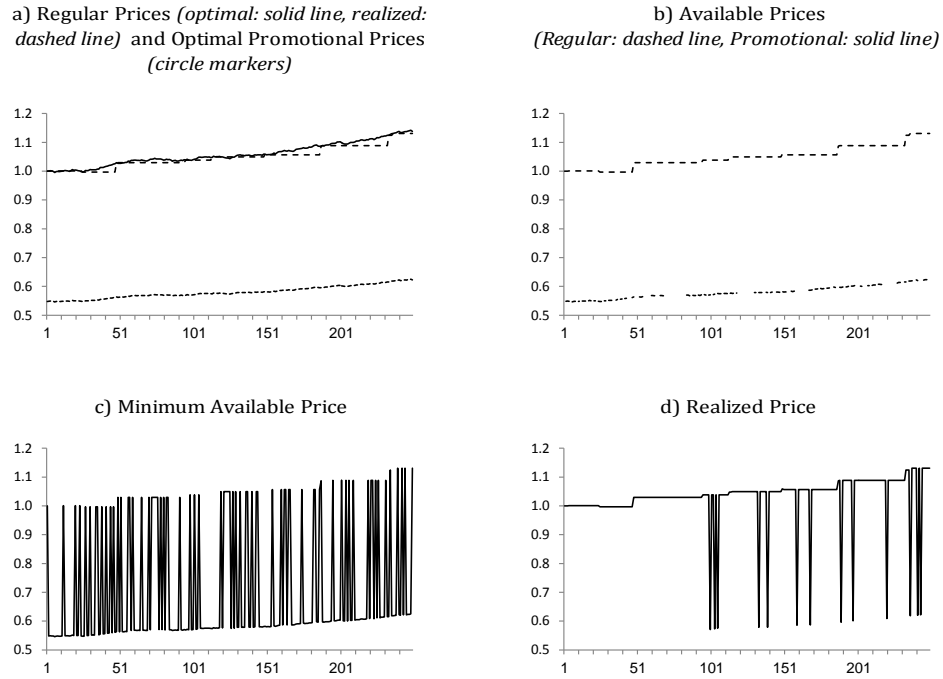 a) Regular Prices (optimal: solid line, realized:
dashed line) and Optimal Promotional Prices
(circle markers)
1.2
1.1
1.0
0.9
0.8
0.7
0.6
0.5
1 51 101 151 201
b) Available Prices
(Regular: dashed line, Promotional: solid line)
1.2
1.1
1.0
0.9
0.8
0.7
0.6
0.5
1 51 101 151 201
c) Minimum Available Price
1.2
1.1
1.0
0.9
0.8
0.7
0.6
0.5
1 51 101 151 201
d) Realized Price
1.2
1.1
1.0
0.9
0.8
0.7
0.6
0.5
1 51 101 151 201